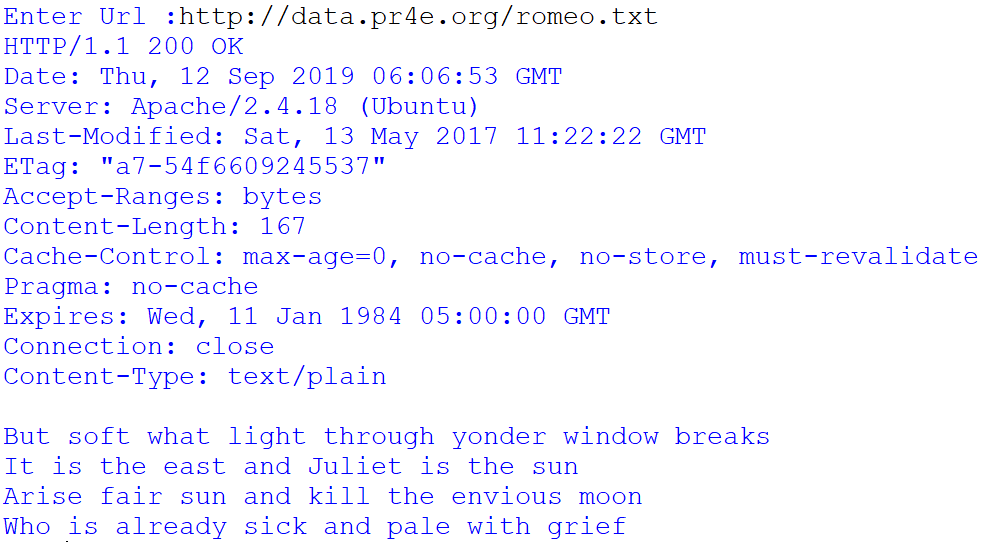 Enter Url :http://data.pr4e.org/romeo.txt
HTTP/1.1 200 OK
Date: Thu, 12 Sep 2019 06:06:53 GMT
Server: Apache/2.4.18 (Ubuntu)
Last-Modified: Sat, 13 May 2017 11:22:22 GMT
ETag: "a7-54f6609245537"
Accept-Ranges: bytes
Content-Length: 167
Cache-Control: max-age=0, no-cache, no-store, must-revalidate
Pragma: no-cache
Expires: Wed, 11 Jan 1984 05:00:00 GMT
Connection: close
Content-Type: text/plain

But soft what light through yonder window breaks
It is the east and Juliet is the sun
Arise fair sun and kill the envious moon
Who is already sick and pale with grief